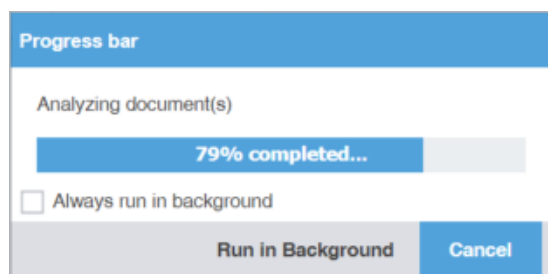 Progress bar
Analyzing document(s)
79% completed...
Always run in background
Run in Background Cancel